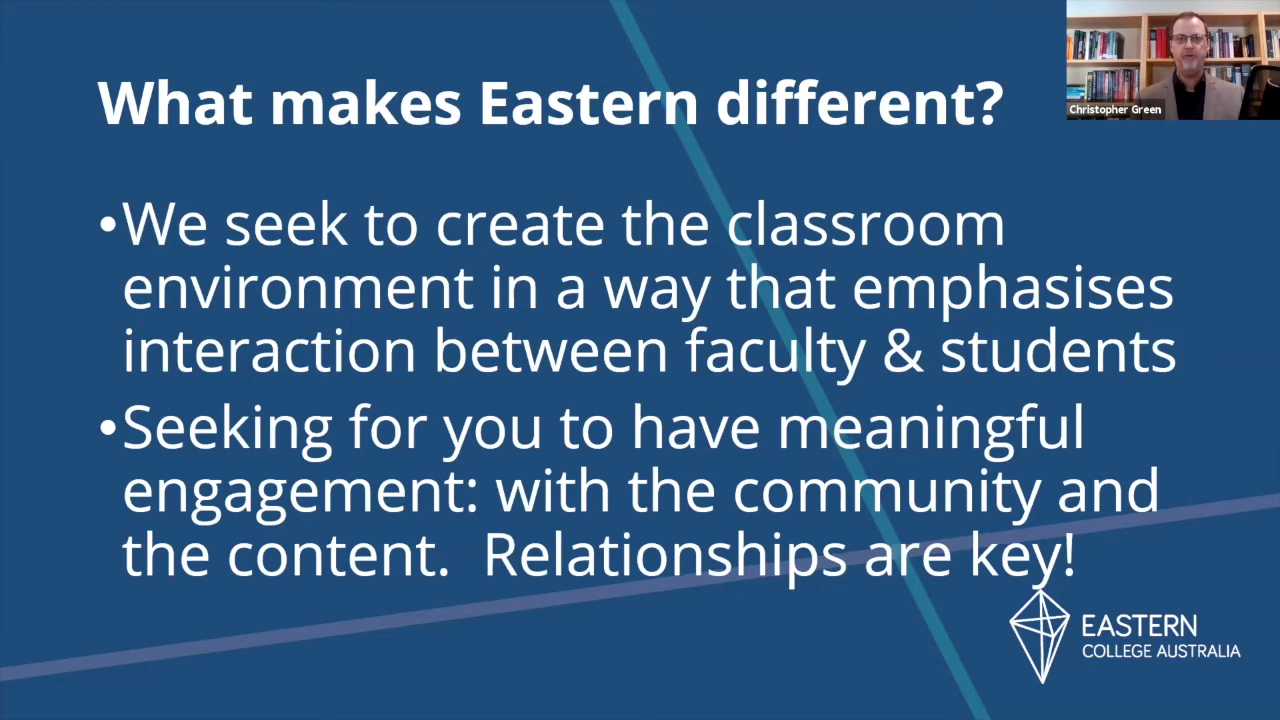 What makes Eastern different?
Christopher Green
•We seek to create the classroom
environment in a way that emphasises
interaction between faculty & students
•Seeking for you to have meaningful
engagement: with the community and
the content.  Relationships are key!
EASTERN
COLLEGE AUSTRALIA